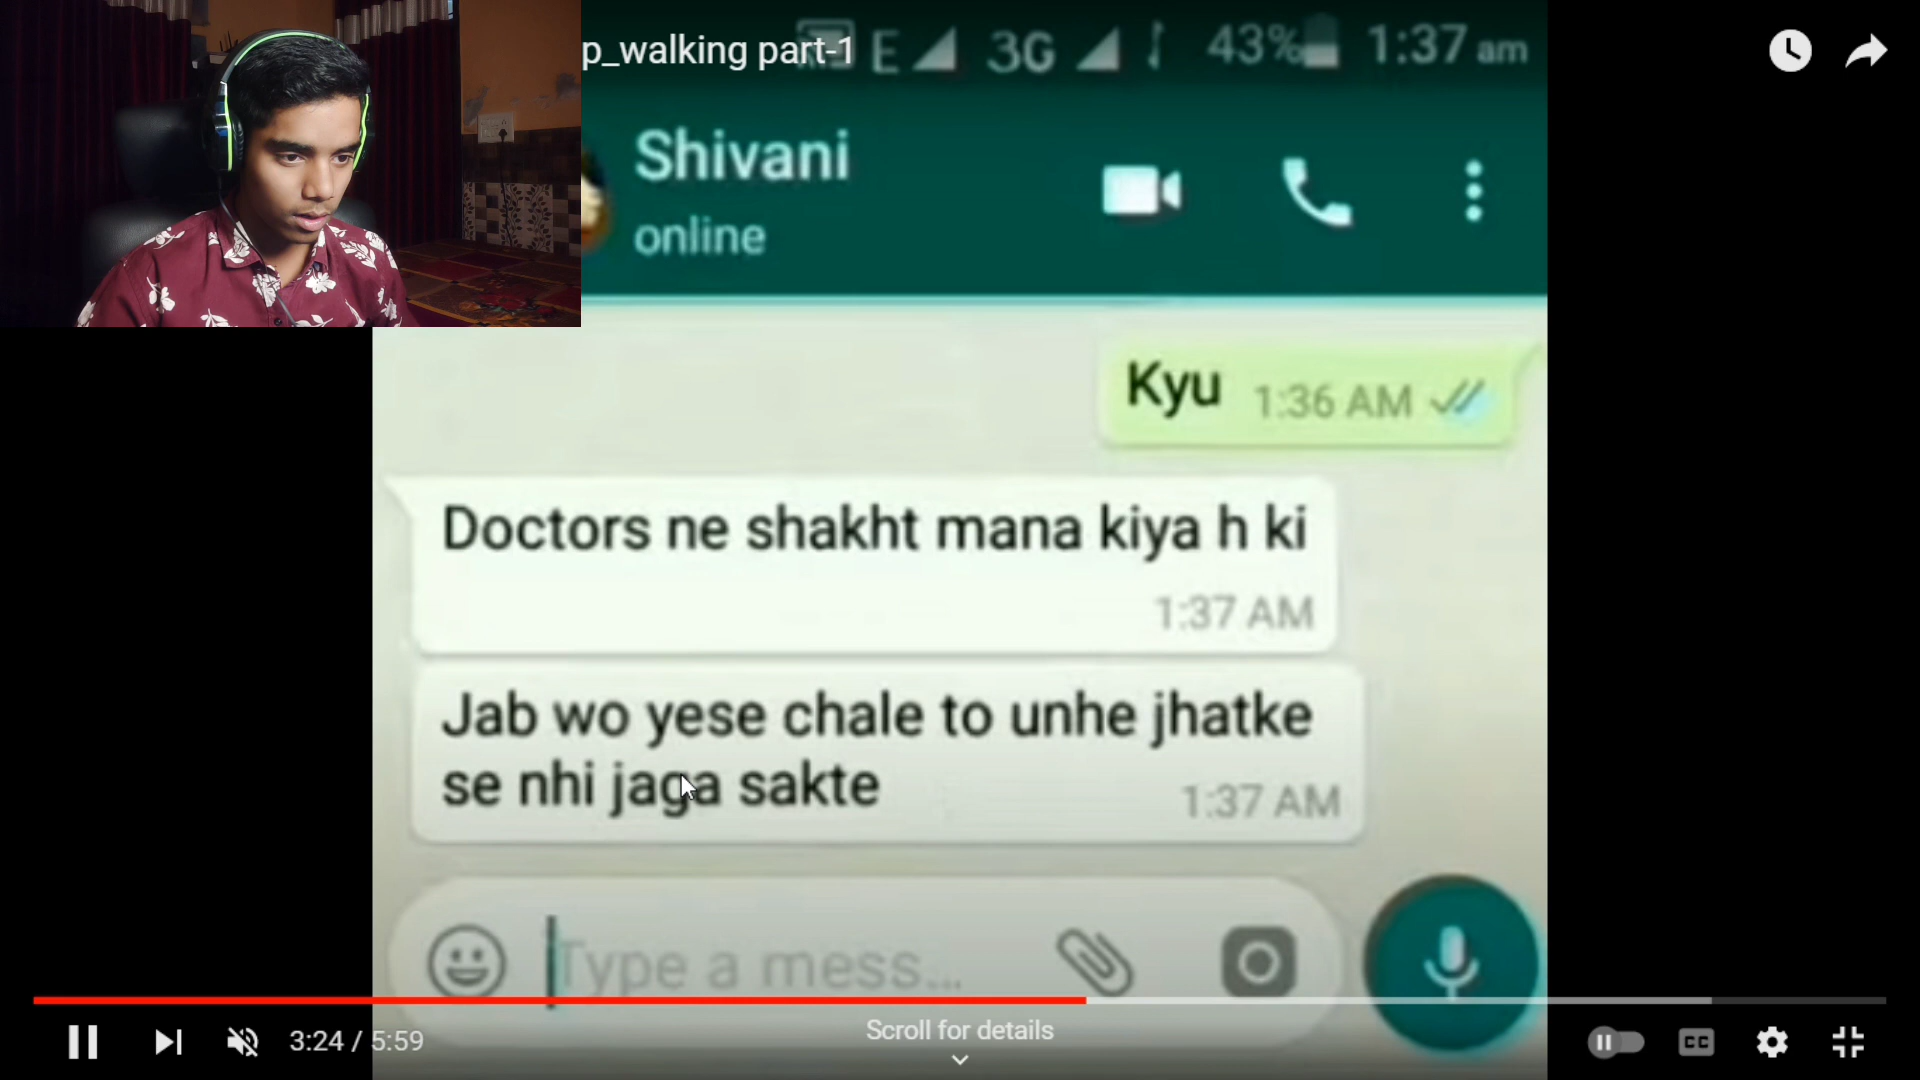 p_walking part-1
E 3G 43% 1:37 am
Shivani
online
Kyu 1:36 AM
Doctors ne shakht mana kiya h ki
1:37 AM
Jab wo yese chale to unhe jhatke
se nhi jaga sakte 1:37 AM
Type a mess...
3:24 / 5:59
Scroll for details
CC